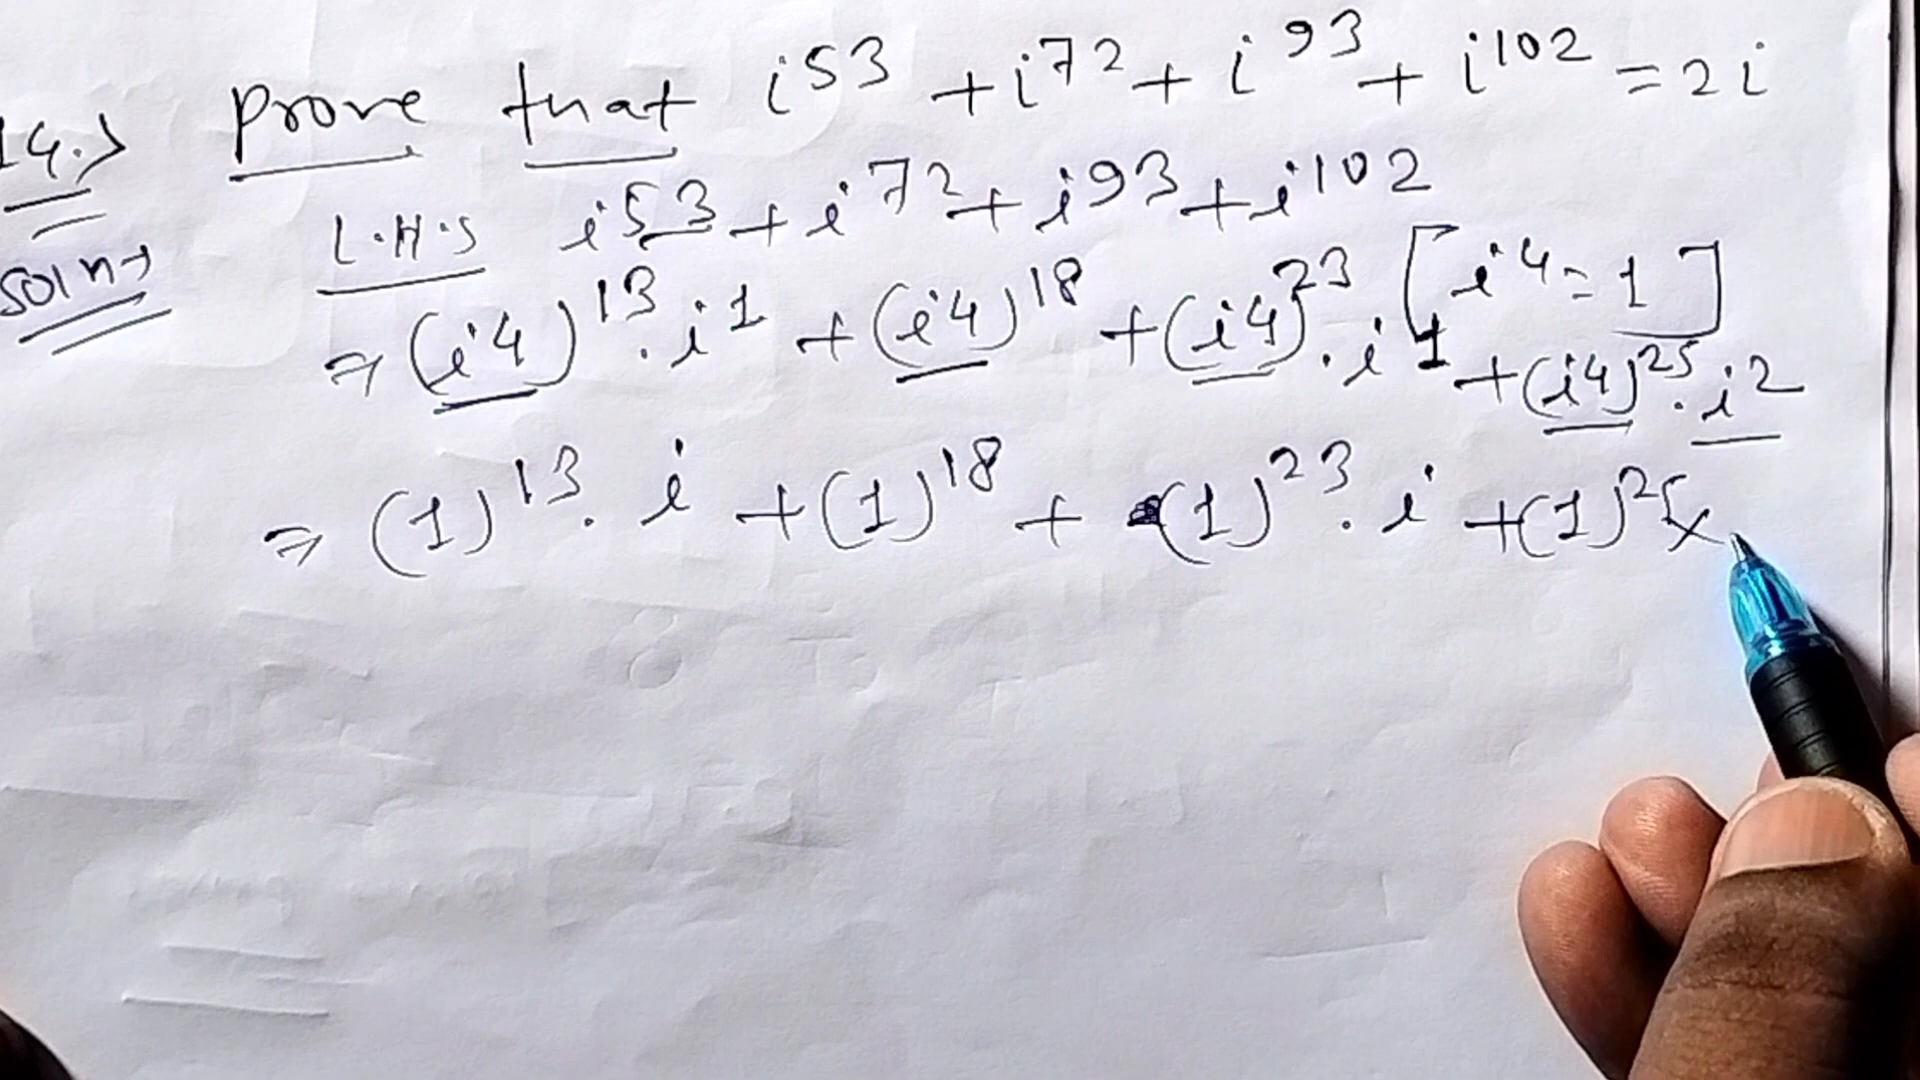 14.) Prove that i^53 + i^72 + i^93 + i^102 = 2i
Soln→ L.H.S i^53 + i^72 + i^93 + i^102
⇒ (i^4)^13 . i^1 + (i^4)^18 + (i^4)^23 . i^1 + (i^4)^25 . i^2 [i^4 = 1]
⇒ (1)^13 . i + (1)^18 + (1)^23 . i + (1)^25 ×